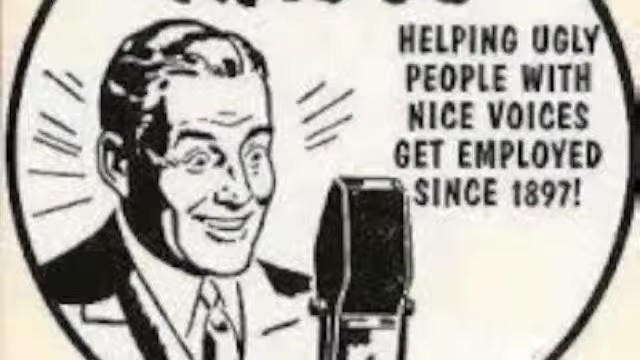 HELPING UGLY
PEOPLE WITH
NICE VOICES
GET EMPLOYED
SINCE 1897!